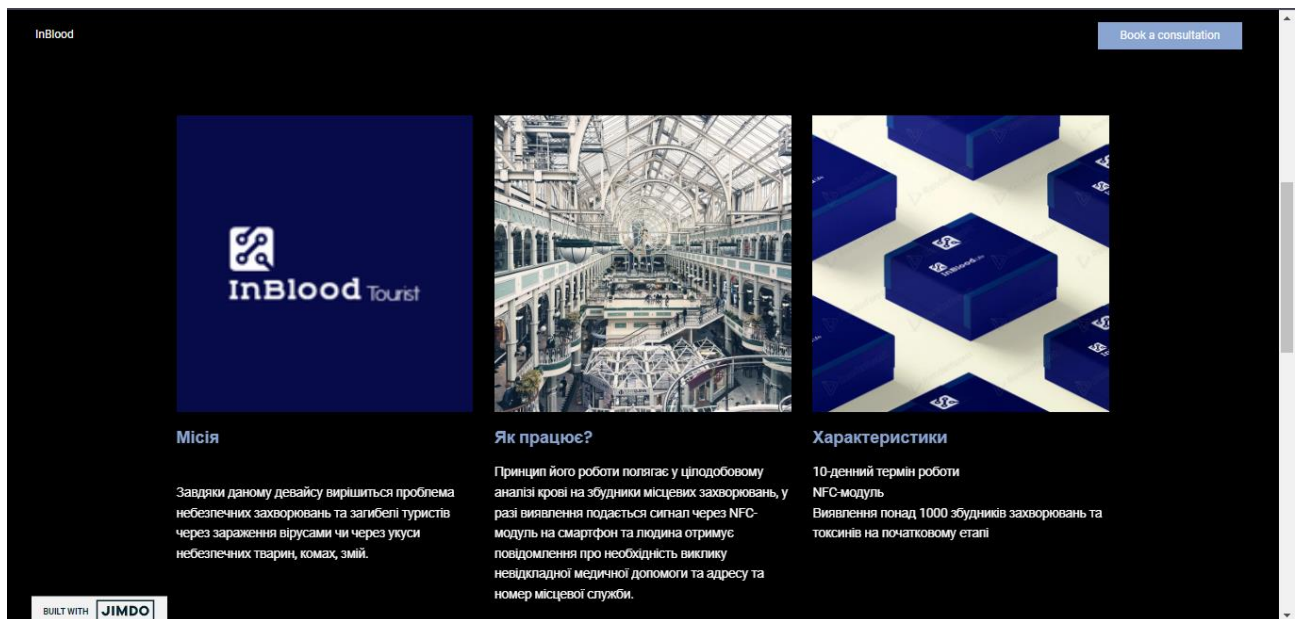 InBlood
Book a consultation
InBlood Tourist
InBlood
Місія
Завдяки даному девайсу вирішиться проблема
небезпечних захворювань та загибелі туристів
через зараження вірусами чи через укуси
небезпечних тварин, комах, змій.
Як працює?
Принцип його роботи полягає у цілодобовому
аналізі крові на збудники місцевих захворювань, у
разі виявлення подається сигнал через NFC-
модуль на смартфон та людина отримує
повідомлення про необхідність виклику
невідкладної медичної допомоги та адресу та
номер місцевої служби.
Характеристики
10-денний термін роботи
NFC-модуль
Виявлення понад 1000 збудників захворювань та
токсинів на початковому етапі
BUILT WITH JIMDO